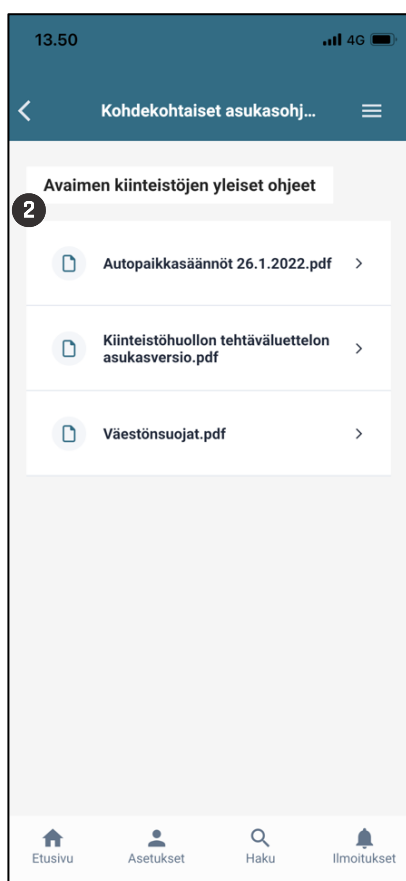 13.50
4G
Kohdekohtaiset asukasohj...
Avaimen kiinteistöjen yleiset ohjeet
2
Autopaikkasäännöt 26.1.2022.pdf
Kiinteistöhuollon tehtäväluettelon
asukasversio.pdf
Väestönsuojat.pdf
Etusivu Asetukset Haku Ilmoitukset